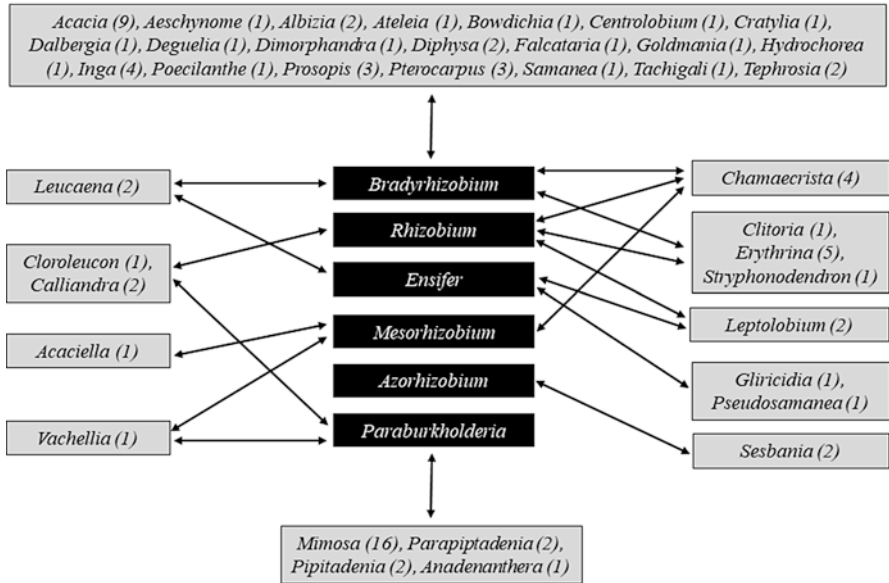 Acacia (9), Aeschynome (1), Albizia (2), Ateleia (1), Bowdichia (1), Centrolobium (1), Cratylia (1),
Dalbergia (1), Deguelia (1), Dimorphandra (1), Diphysa (2), Falcataria (1), Goldmania (1), Hydrochorea
(1), Inga (4), Poecilanthe (1), Prosopis (3), Pterocarpus (3), Samanea (1), Tachigali (1), Tephrosia (2)
Leucaena (2)
Cloroleucon (1),
Calliandra (2)
Acaciella (1)
Vachellia (1)
Bradyrhizobium
Rhizobium
Ensifer
Mesorhizobium
Azorhizobium
Paraburkholderia
Chamaecrista (4)
Clitoria (1),
Erythrina (5),
Stryphonodendron (1)
Leptolobium (2)
Gliricidia (1),
Pseudosamanea (1)
Sesbania (2)
Mimosa (16), Parapiptadenia (2),
Pipitadenia (2), Anadenanthera (1)